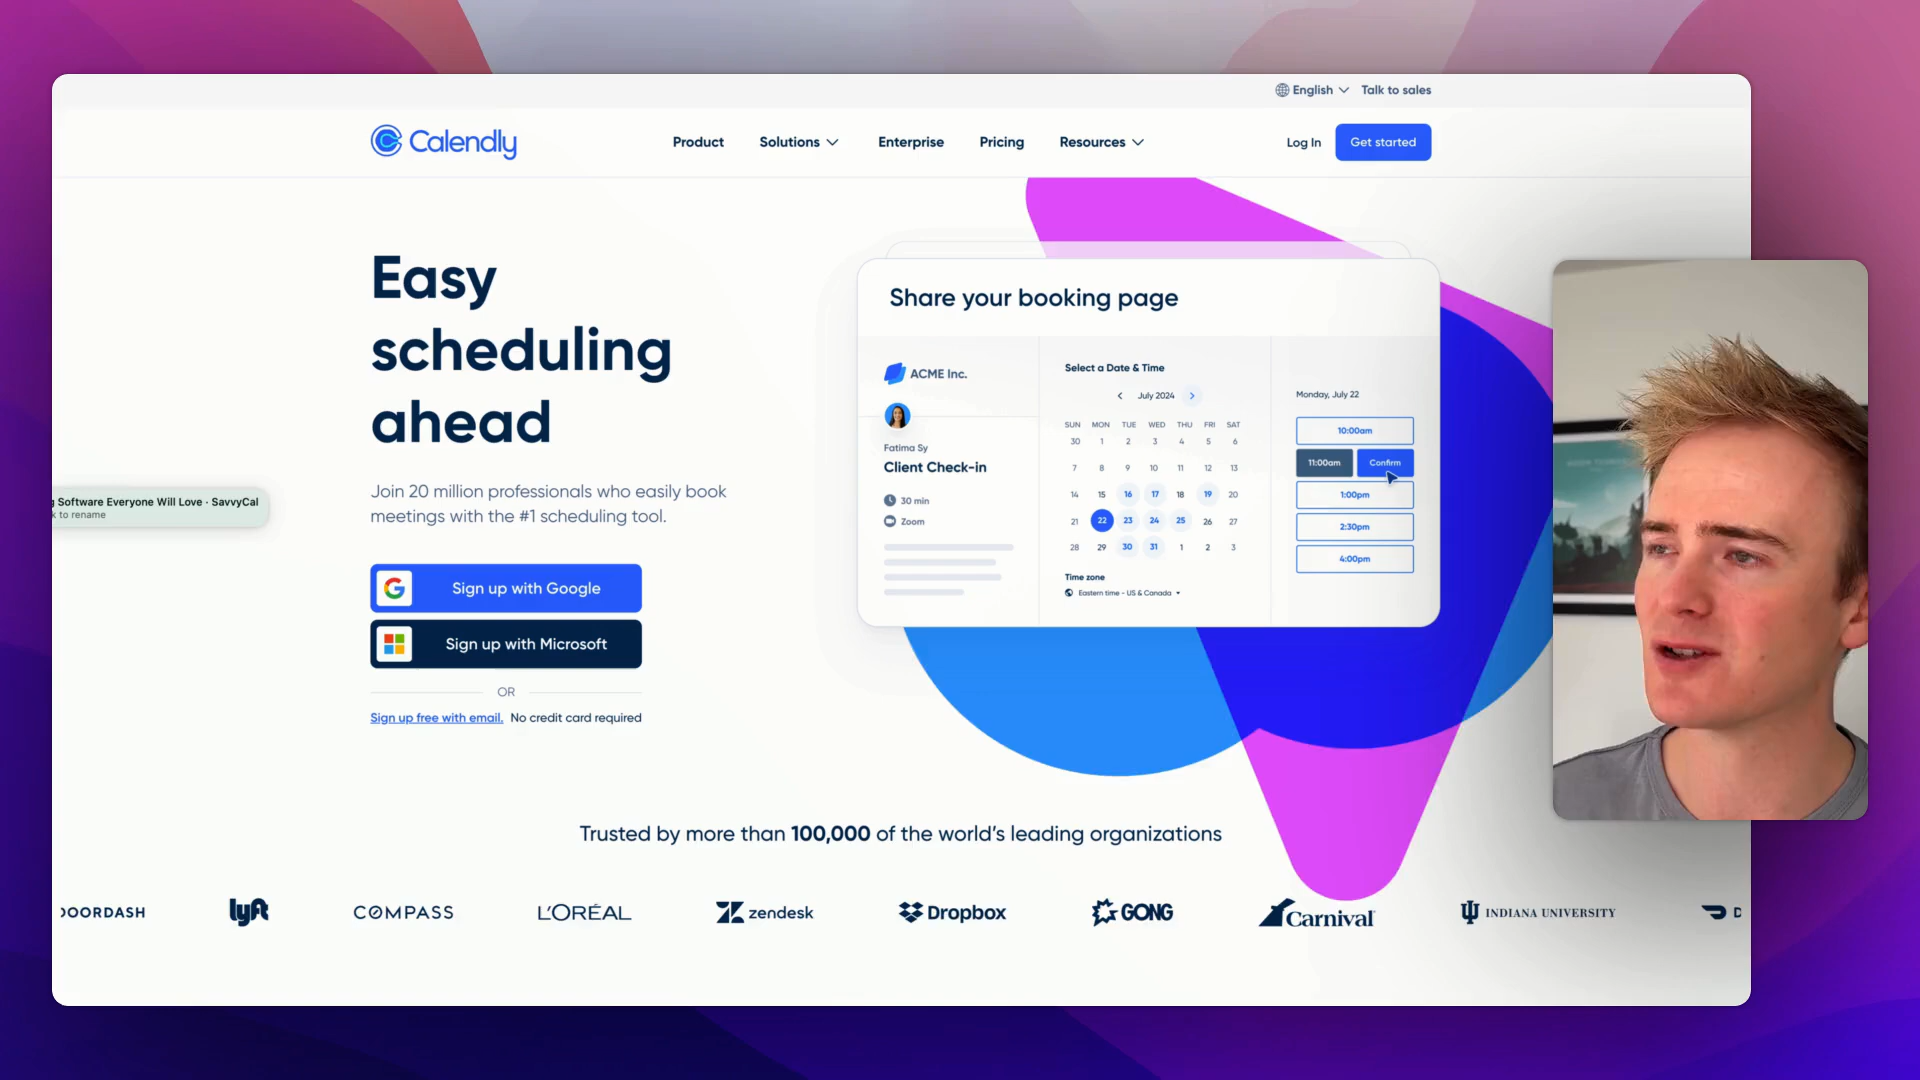 English
Talk to sales
Calendly
Product
Solutions
Enterprise
Pricing
Resources
Log In
Get started
Easy
scheduling
ahead
Join 20 million professionals who easily book
meetings with the #1 scheduling tool.
Software Everyone Will Love · SavvyCal
to rename
Sign up with Google
Sign up with Microsoft
OR
Sign up free with email. No credit card required
Share your booking page
ACME Inc.
Fatima Sy
Client Check-in
30 min
Zoom
Select a Date & Time
July 2024
SUN MON TUE WED THU FRI SAT
30 1 2 3 4 5 6
7 8 9 10 11 12 13
14 15 16 17 18 19 20
21 22 23 24 25 26 27
28 29 30 31 1 2 3
Time zone
Eastern time - US & Canada
Monday, July 22
10:00am
11:00am Confirm
1:00pm
2:30pm
4:00pm
Trusted by more than 100,000 of the world's leading organizations
DOORDASH
lyft
COMPASS
L'ORÉAL
zendesk
Dropbox
GONG
Carnival
INDIANA UNIVERSITY
D